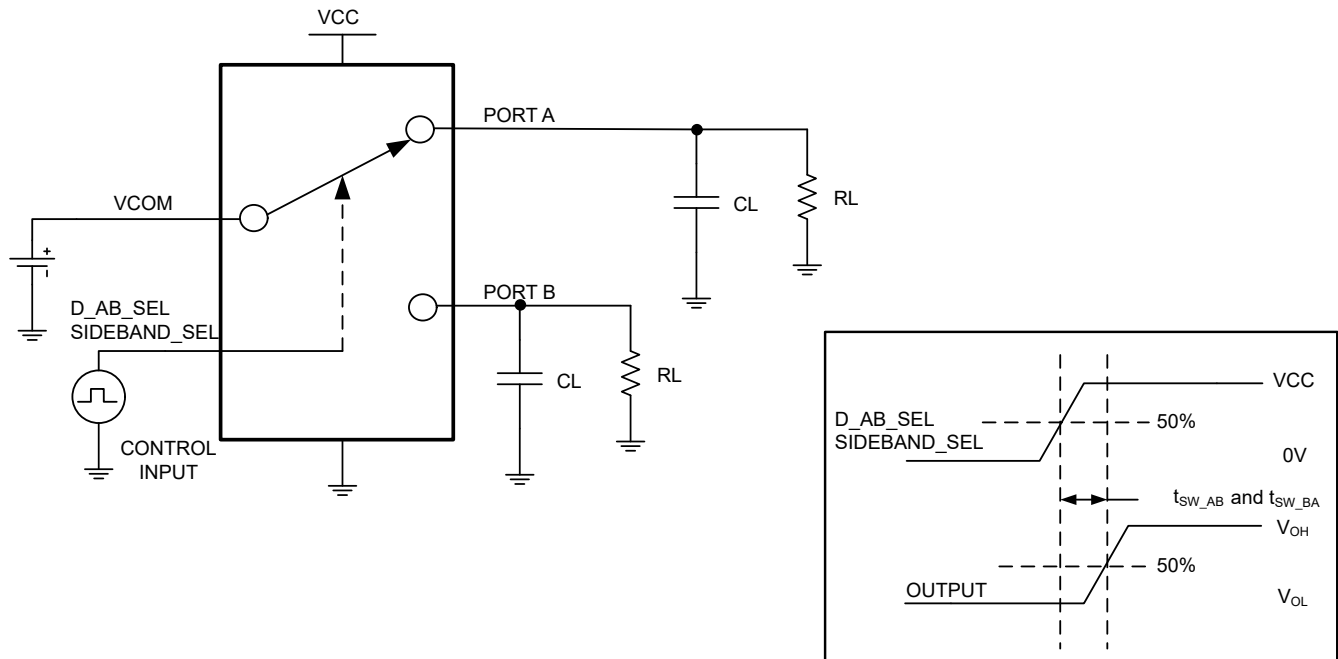 VCC
PORT A
CL
RL
VCOM
+
D_AB_SEL
SIDEBAND_SEL
PORT B
CL
RL
CONTROL
INPUT
VCC
D_AB_SEL
SIDEBAND_SEL
50%
0V
tSW_AB and tSW_BA
VOH
50%
OUTPUT
VOL